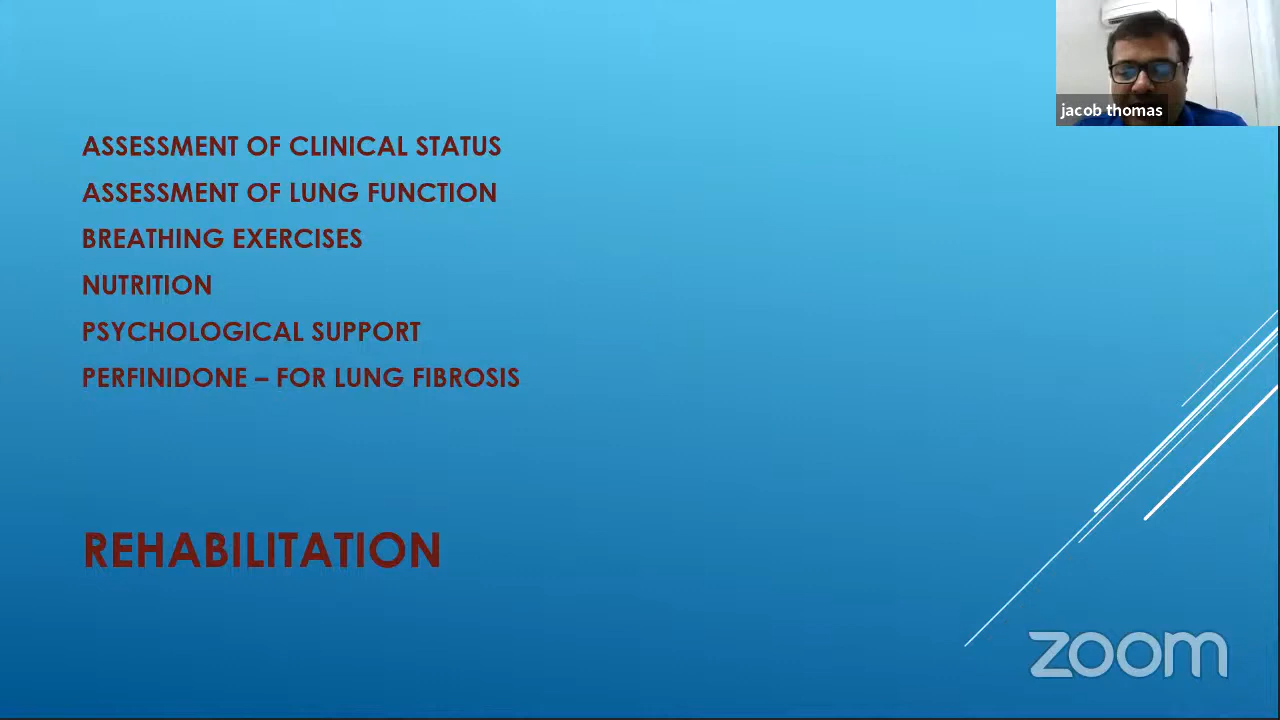 jacob thomas
ASSESSMENT OF CLINICAL STATUS
ASSESSMENT OF LUNG FUNCTION
BREATHING EXERCISES
NUTRITION
PSYCHOLOGICAL SUPPORT
PERFINIDONE – FOR LUNG FIBROSIS
REHABILITATION
zoom